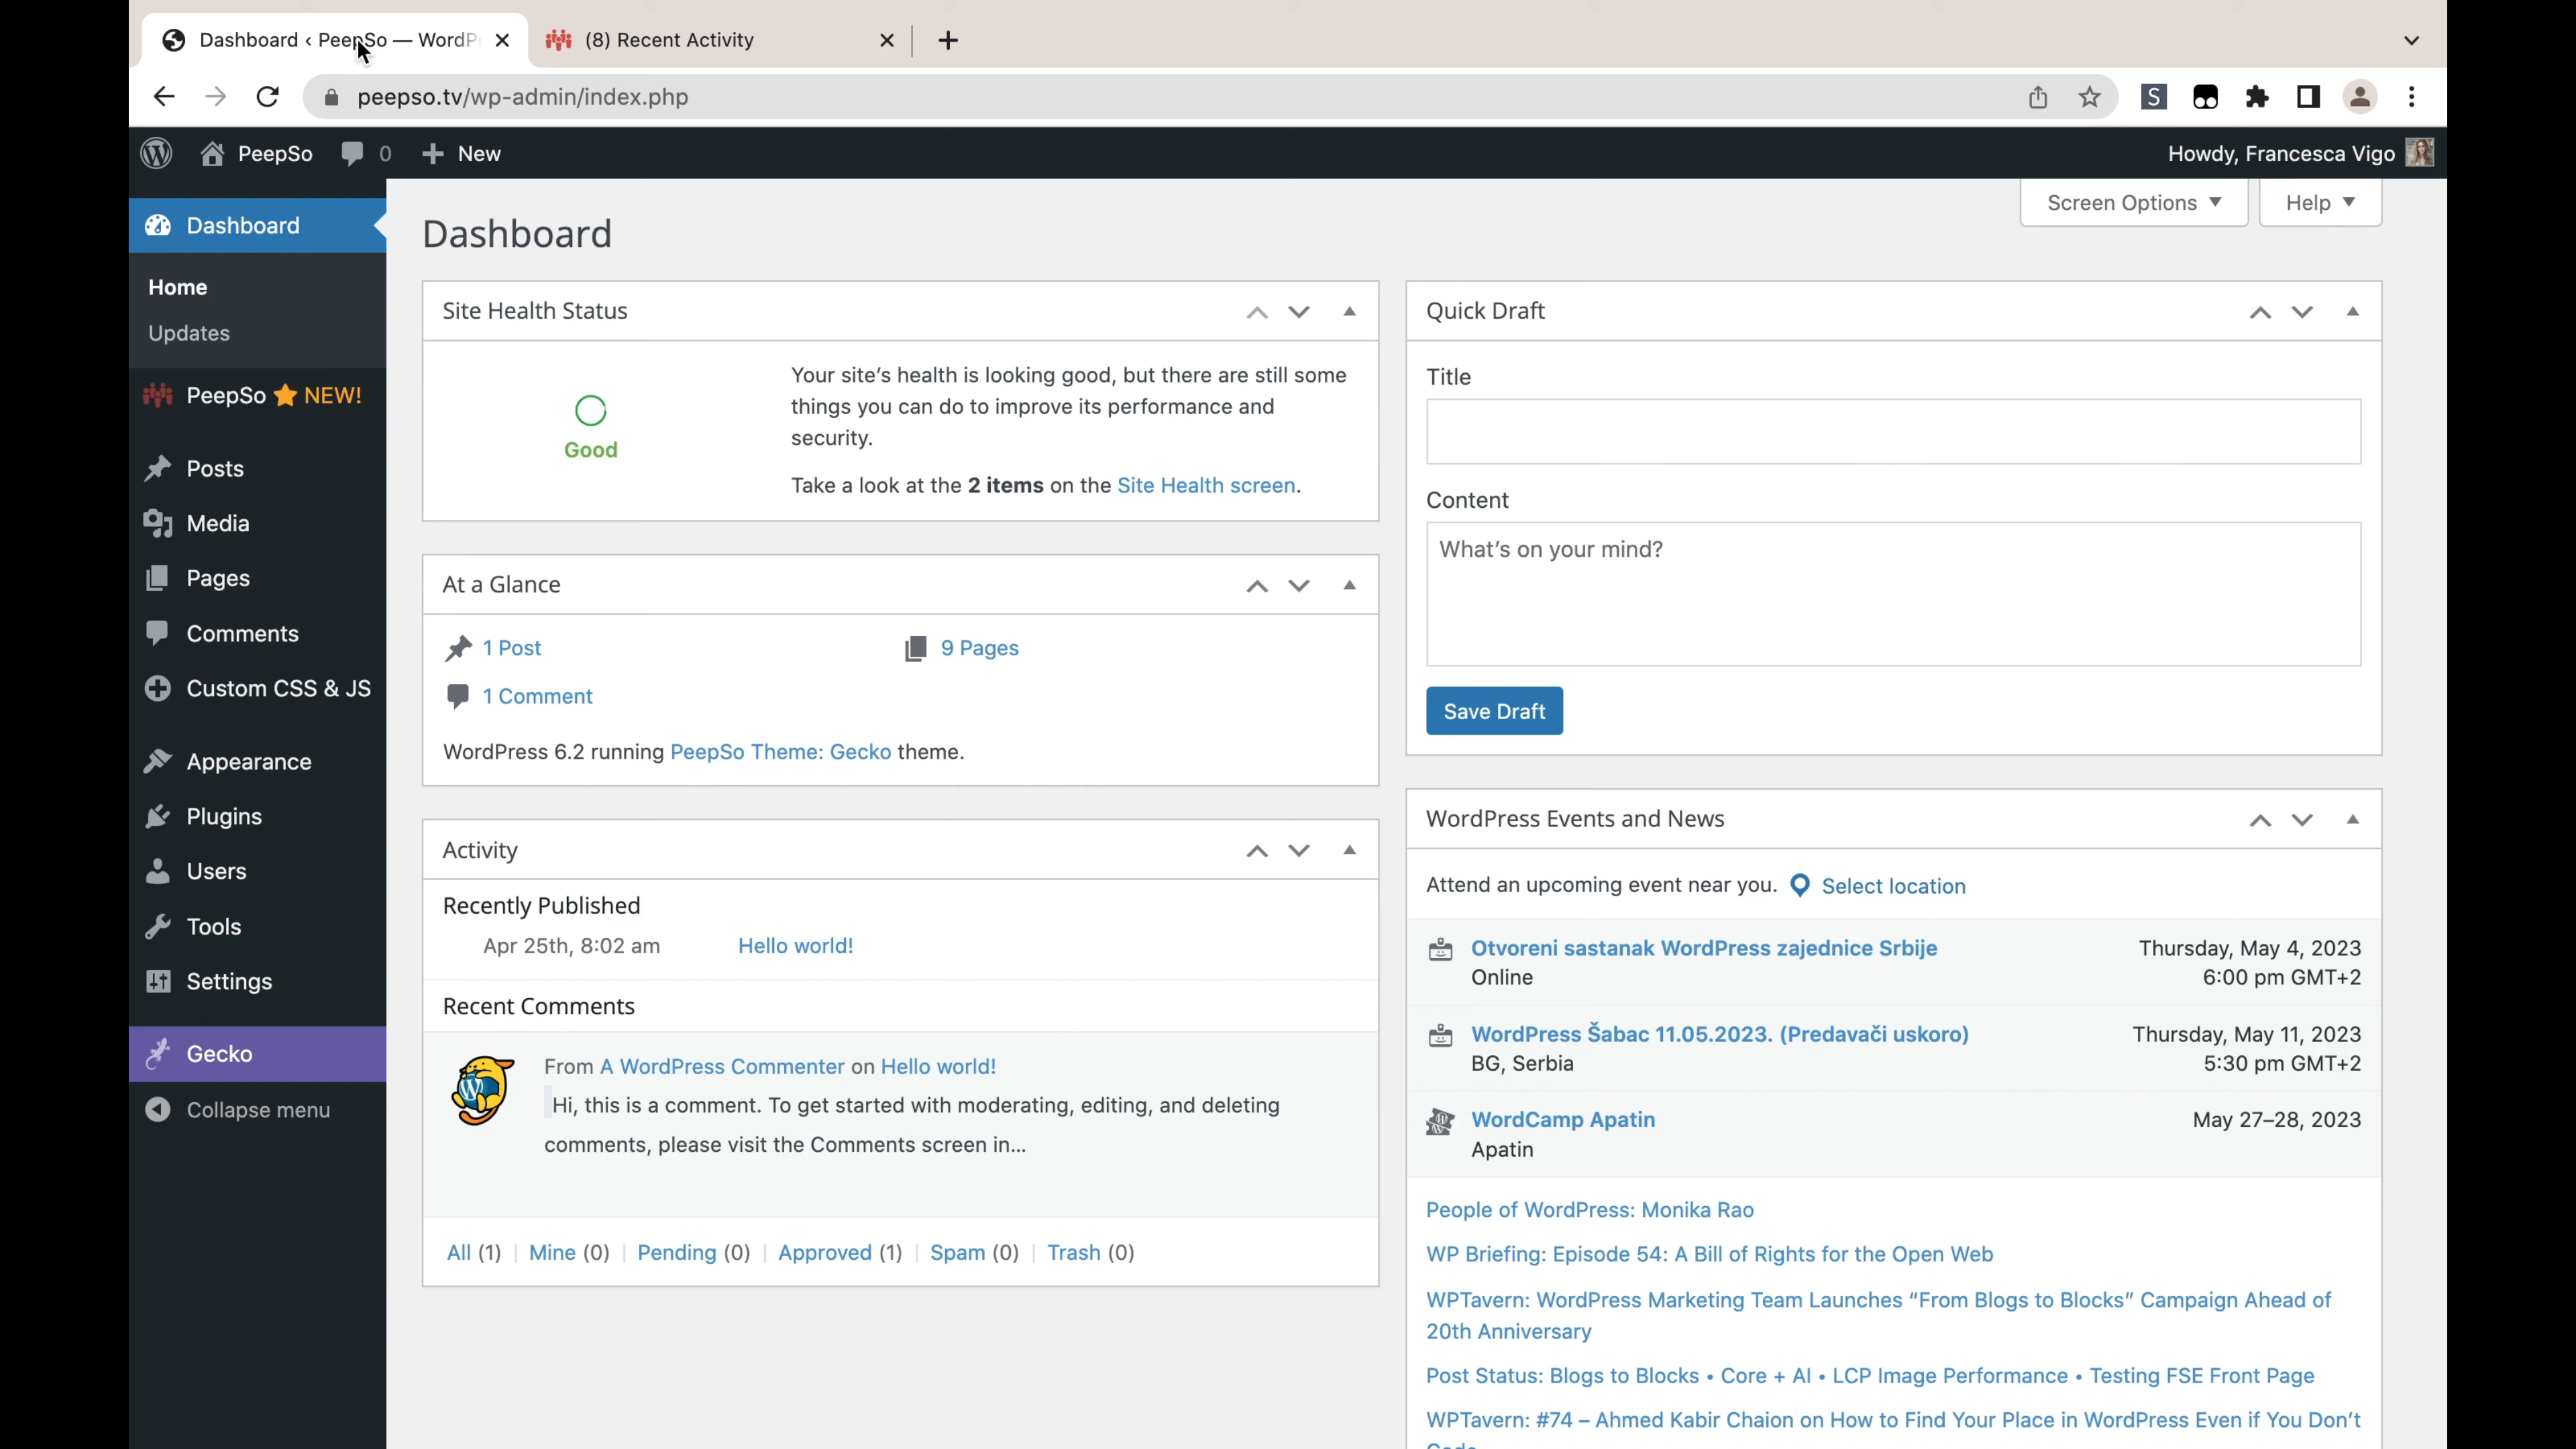 Dashboard ‹ PeepSo — WordP
(8) Recent Activity
peepso.tv/wp-admin/index.php
S
PeepSo
0
New
Howdy, Francesca Vigo
Dashboard
Home
Updates
PeepSo NEW!
Posts
Media
Pages
Comments
Custom CSS & JS
Appearance
Plugins
Users
Tools
Settings
Gecko
Collapse menu
Screen Options
Help
Dashboard
Site Health Status
Good
Your site’s health is looking good, but there are still some
things you can do to improve its performance and
security.
Take a look at the 2 items on the Site Health screen.
At a Glance
1 Post
9 Pages
1 Comment
WordPress 6.2 running PeepSo Theme: Gecko theme.
Activity
Recently Published
Apr 25th, 8:02 am
Hello world!
Recent Comments
From A WordPress Commenter on Hello world!
Hi, this is a comment. To get started with moderating, editing, and deleting
comments, please visit the Comments screen in…
All (1) | Mine (0) | Pending (0) | Approved (1) | Spam (0) | Trash (0)
Quick Draft
Title
Content
What’s on your mind?
Save Draft
WordPress Events and News
Attend an upcoming event near you. Select location
Otvoreni sastanak WordPress zajednice Srbije
Online
Thursday, May 4, 2023
6:00 pm GMT+2
WordPress Šabac 11.05.2023. (Predavači uskoro)
BG, Serbia
Thursday, May 11, 2023
5:30 pm GMT+2
WordCamp Apatin
Apatin
May 27–28, 2023
People of WordPress: Monika Rao
WP Briefing: Episode 54: A Bill of Rights for the Open Web
WPTavern: WordPress Marketing Team Launches “From Blogs to Blocks” Campaign Ahead of
20th Anniversary
Post Status: Blogs to Blocks • Core + AI • LCP Image Performance • Testing FSE Front Page
WPTavern: #74 – Ahmed Kabir Chaion on How to Find Your Place in WordPress Even if You Don’t